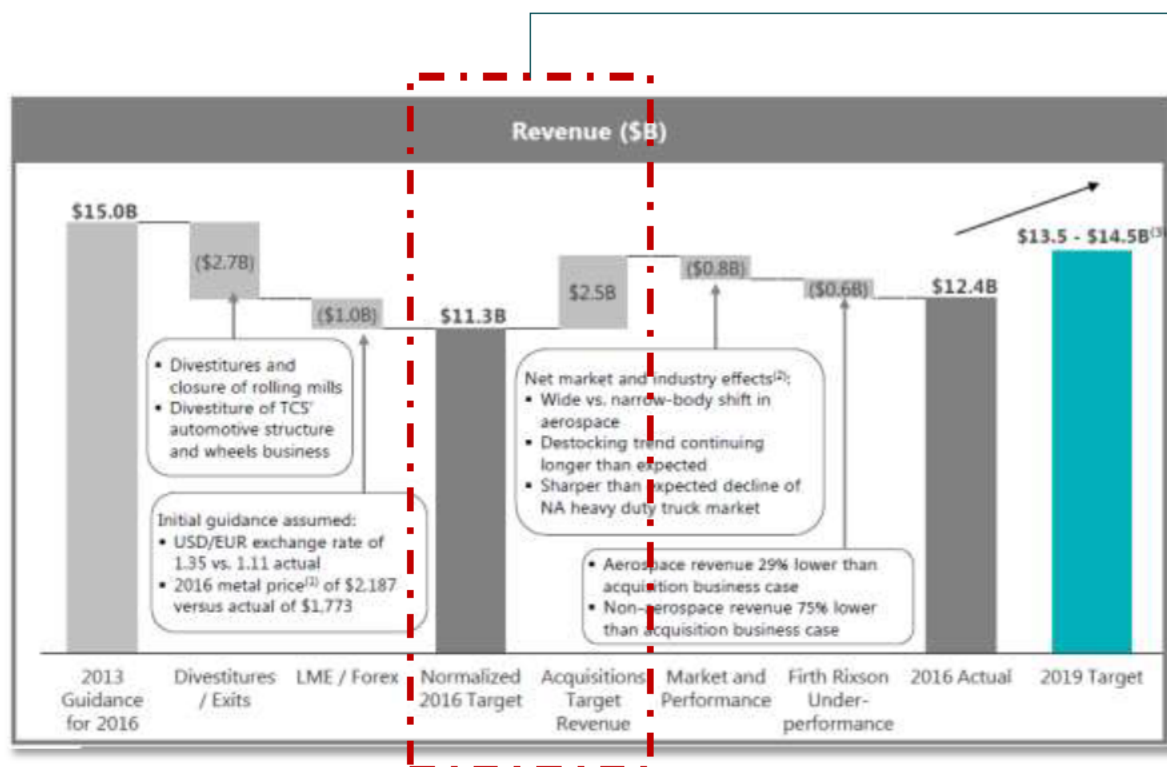 Revenue ($B)
$15.0B
($2.7B)
($1.0B)
$11.3B
$2.5B
($0.8B)
($0.6B)
$12.4B
$13.5 - $14.5B(3)
▪ Divestitures and
closure of rolling mills
▪ Divestiture of TCS'
automotive structure
and wheels business
Initial guidance assumed:
▪ USD/EUR exchange rate of
1.35 vs. 1.11 actual
▪ 2016 metal price(1) of $2,187
versus actual of $1,773
Net market and industry effects(2):
▪ Wide vs. narrow-body shift in
aerospace
▪ Destocking trend continuing
longer than expected
▪ Sharper than expected decline of
NA heavy duty truck market
▪ Aerospace revenue 29% lower than
acquisition business case
▪ Non-aerospace revenue 75% lower
than acquisition business case
2013
Guidance
for 2016
Divestitures
/ Exits
LME / Forex
Normalized
2016 Target
Acquisitions
Target
Revenue
Market and
Performance
Firth Rixson
Under-
performance
2016 Actual
2019 Target